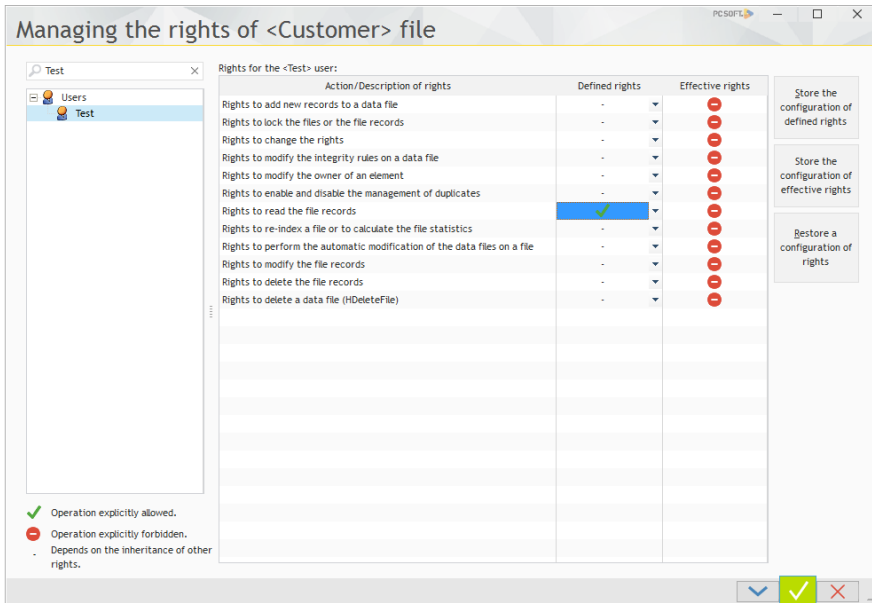 PCSOFT
Managing the rights of <Customer> file
Test
Rights for the <Test> user:
Users
Test
Action/Description of rights Defined rights Effective rights
Rights to add new records to a data file -
Rights to lock the files or the file records -
Rights to change the rights -
Rights to modify the integrity rules on a data file -
Rights to modify the owner of an element -
Rights to enable and disable the management of duplicates -
Rights to read the file records
Rights to re-index a file or to calculate the file statistics -
Rights to perform the automatic modification of the data files on a file -
Rights to modify the file records -
Rights to delete the file records -
Rights to delete a data file (HDeleteFile) -
Store the
configuration of
defined rights
Store the
configuration of
effective rights
Restore a
configuration of
rights
Operation explicitly allowed.
Operation explicitly forbidden.
- Depends on the inheritance of other
rights.